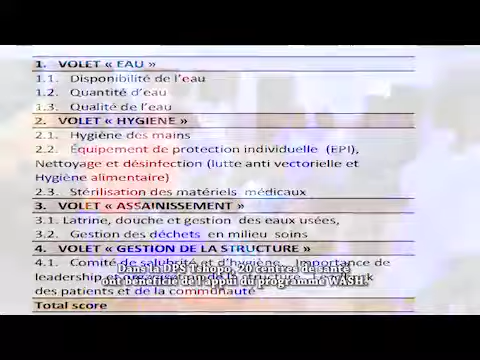 1. VOLET « EAU »
1.1. Disponibilité de l'eau
1.2. Quantité d'eau
1.3. Qualité de l'eau
2. VOLET « HYGIENE »
2.1. Hygiène des mains
2.2. Équipement de protection individuelle (EPI),
Nettoyage et désinfection (lutte anti vectorielle et
Hygiène alimentaire)
2.3. Stérilisation des matériels médicaux
3. VOLET « ASSAINISSEMENT »
3.1. Latrine, douche et gestion des eaux usées,
3.2. Gestion des déchets en milieu soins
4. VOLET « GESTION DE LA STRUCTURE »
4.1. Comité de salubrité et d'hygiène, Importance de
leadership et
des patients et de la communauté
Total score
Dans la DPS Tshopo, 20 centres de santé
ont bénéficié de l'appui du programme WASH.